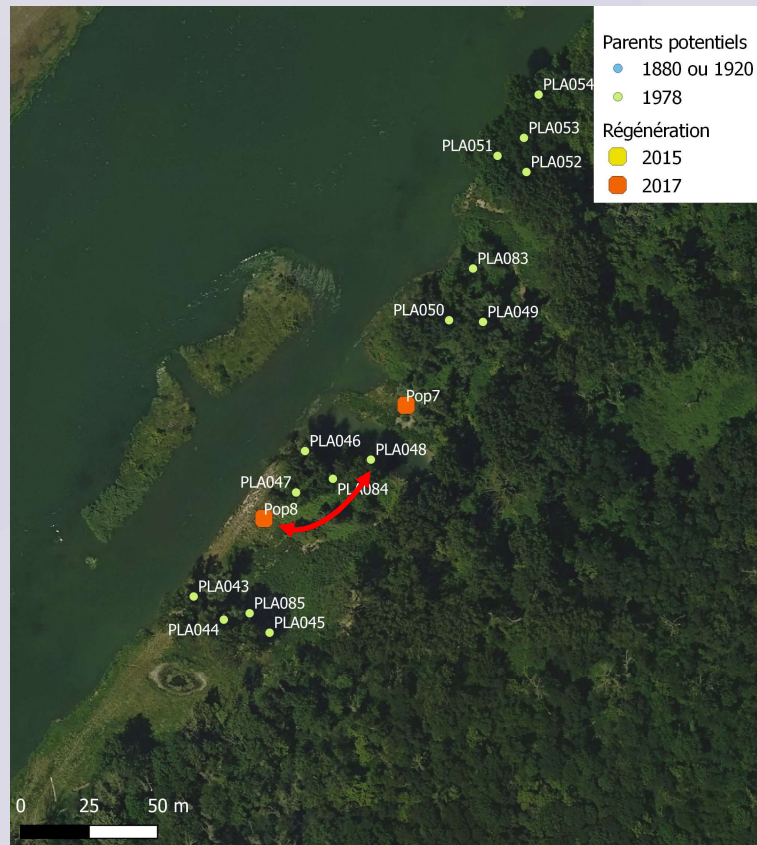 Parents potentiels
1880 ou 1920
1978
Régénération
2015
2017
PLA054
PLA053
PLA051
PLA052
PLA083
PLA050
PLA049
Pop7
PLA046
PLA048
PLA047
PLA084
Pop8
PLA043
PLA085
PLA044
PLA045
0 25 50 m